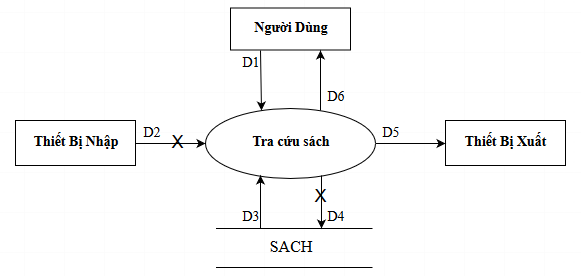 Người Dùng
D1
D6
Thiết Bị Nhập
D2
X
Tra cứu sách
D5
Thiết Bị Xuất
X
D3
D4
SACH